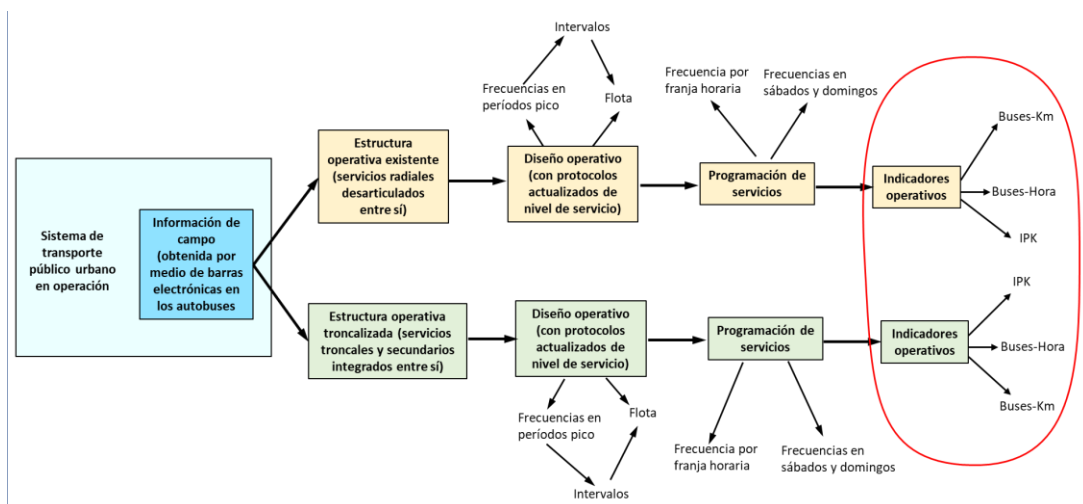 Sistema de
transporte
público urbano
en operación
Información de
campo
(obtenida por
medio de barras
electrónicas en
los autobuses
Estructura
operativa existente
(servicios radiales
desarticulados
entre sí)
Intervalos
Frecuencias en
períodos pico
Flota
Diseño operativo
(con protocolos
actualizados de
nivel de servicio)
Frecuencia por
franja horaria
Frecuencias en
sábados y domingos
Programación de
servicios
Indicadores
operativos
Buses-Km
Buses-Hora
IPK
Estructura operativa
troncalizada (servicios
troncales y secundarios
integrados entre sí)
Diseño operativo
(con protocolos
actualizados de
nivel de servicio)
Frecuencias en
períodos pico
Flota
Intervalos
Programación de
servicios
Frecuencia por
franja horaria
Frecuencias en
sábados y domingos
Indicadores
operativos
IPK
Buses-Hora
Buses-Km